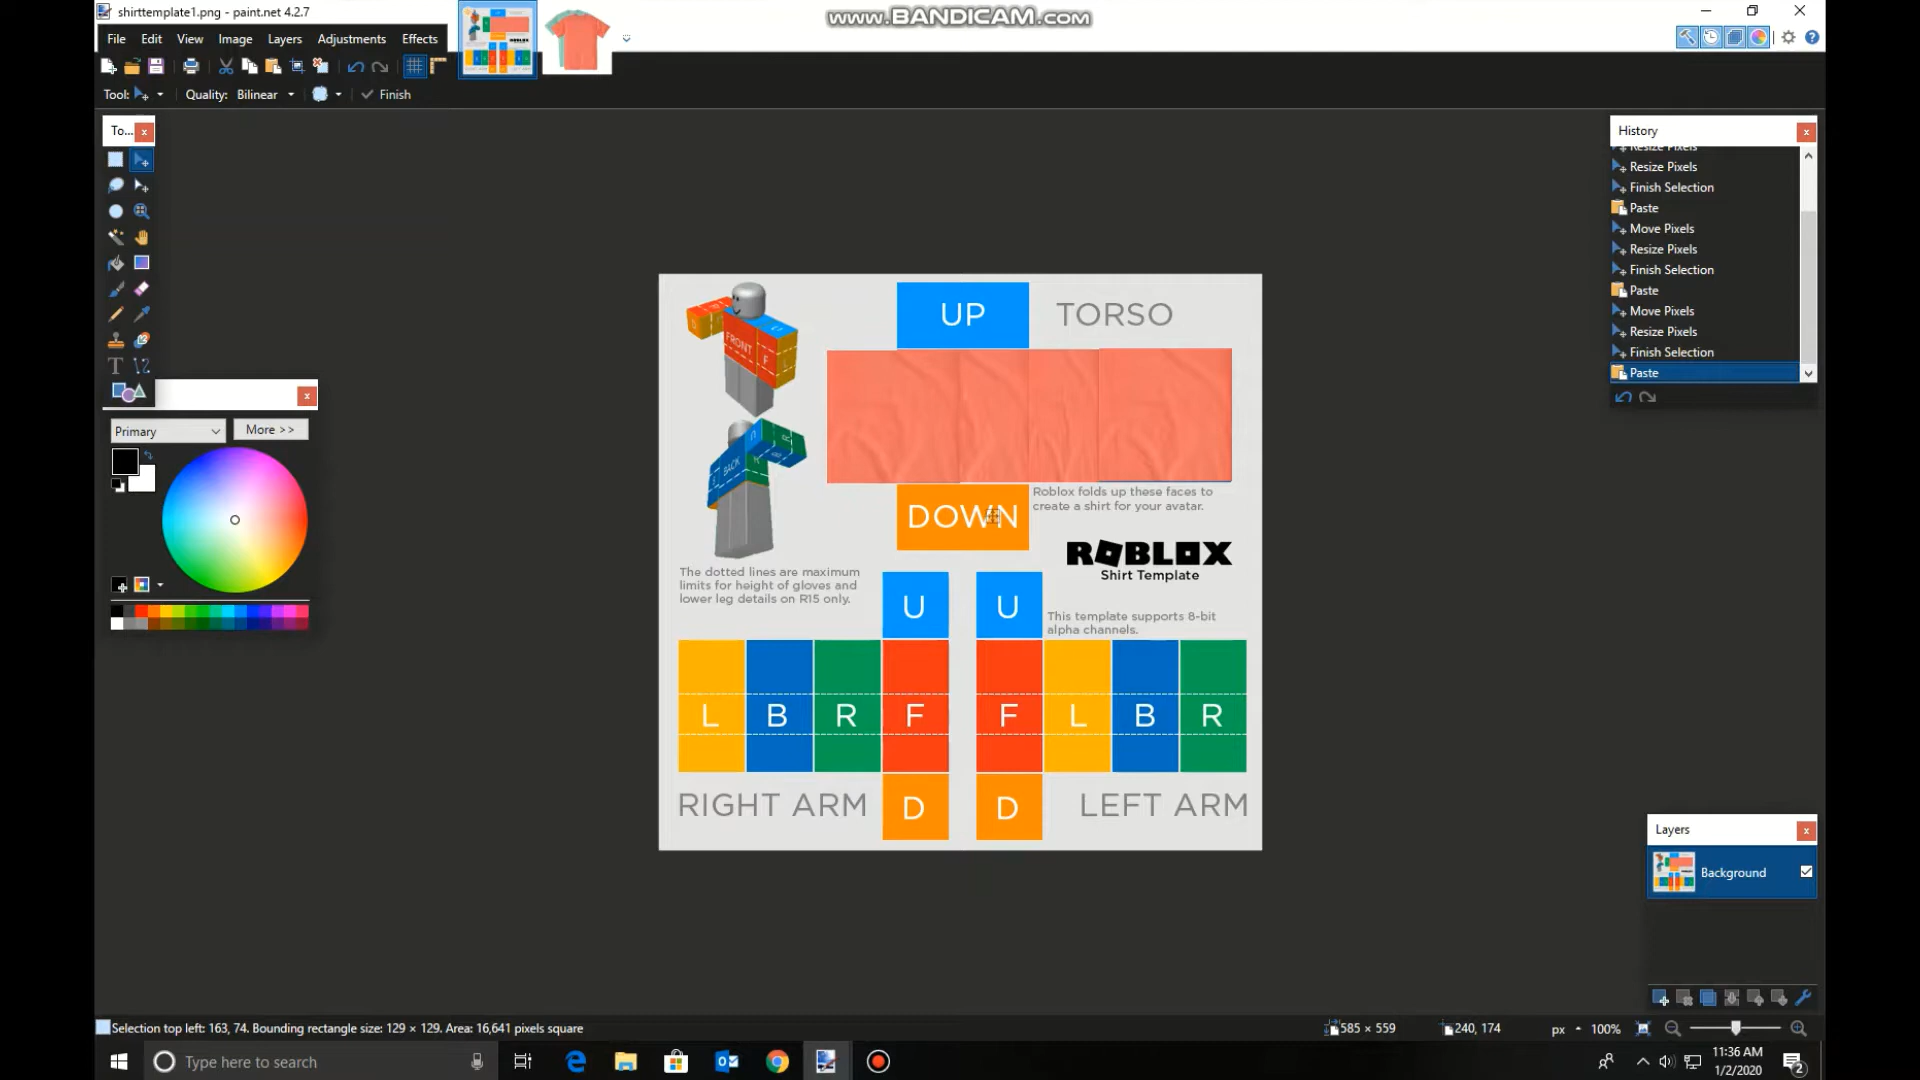 shirttemplate1.png - paint.net 4.2.7
www.BANDICAM.com
File Edit View Image Layers Adjustments Effects
Tool: Quality: Bilinear Finish
To...
History
Resize Pixels
Resize Pixels
Finish Selection
Paste
Move Pixels
Resize Pixels
Finish Selection
Paste
Move Pixels
Resize Pixels
Finish Selection
Paste
Primary More >>
UP TORSO
FRONT F L
BACK
DOWN
Roblox folds up these faces to
create a shirt for your avatar.
ROBLOX
Shirt Template
The dotted lines are maximum
limits for height of gloves and
lower leg details on R15 only.
U U
This template supports 8-bit
alpha channels.
L B R F F L B R
RIGHT ARM D D LEFT ARM
Layers
Background
Selection top left: 163, 74. Bounding rectangle size: 129 × 129. Area: 16,641 pixels square
585 × 559 240, 174 px 100%
Type here to search
11:36 AM
1/2/2020
2